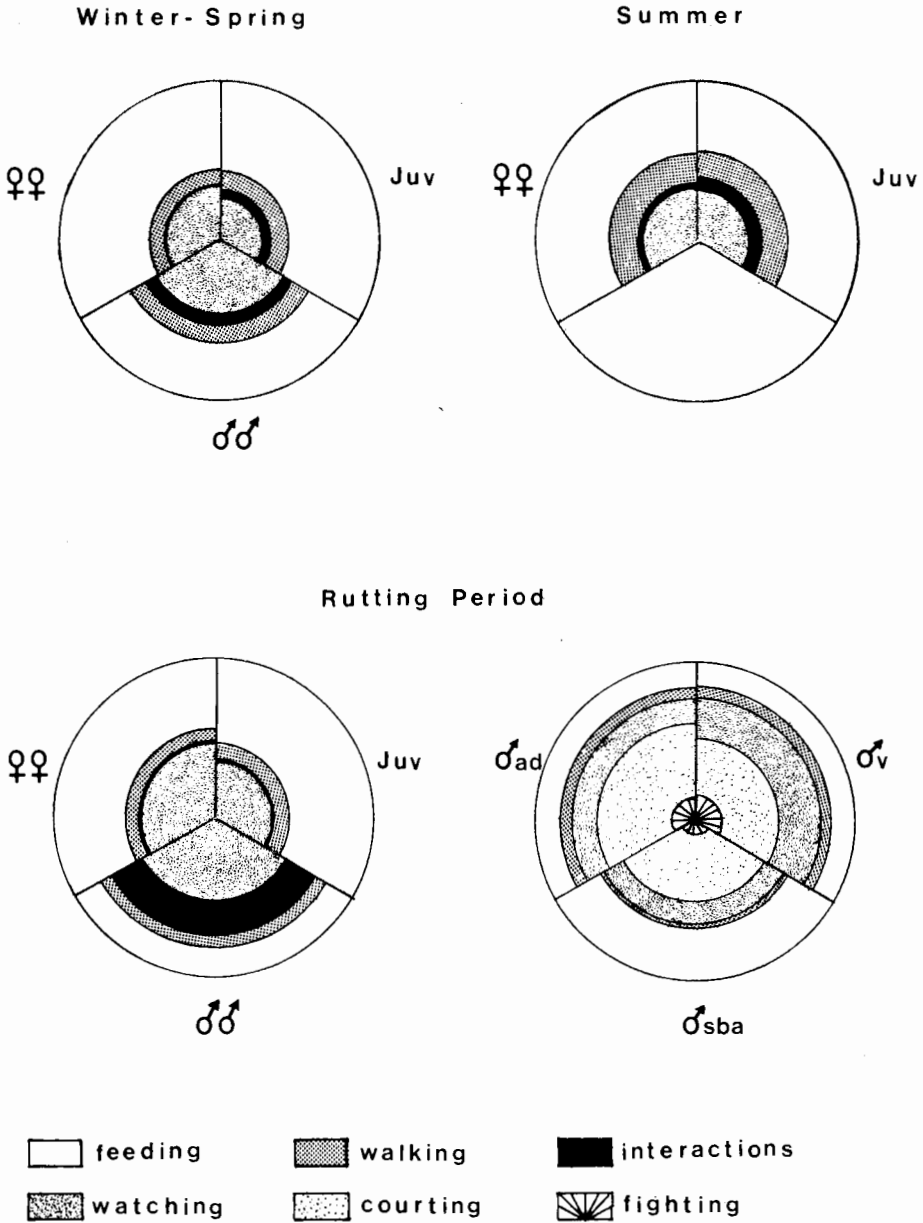 Winter-Spring
Summer
♀♀
Juv
♂♂
♀♀
Juv
Rutting Period
♀♀
Juv
♂♂
♂ad
♂v
♂sba
feeding
walking
interactions
watching
courting
fighting